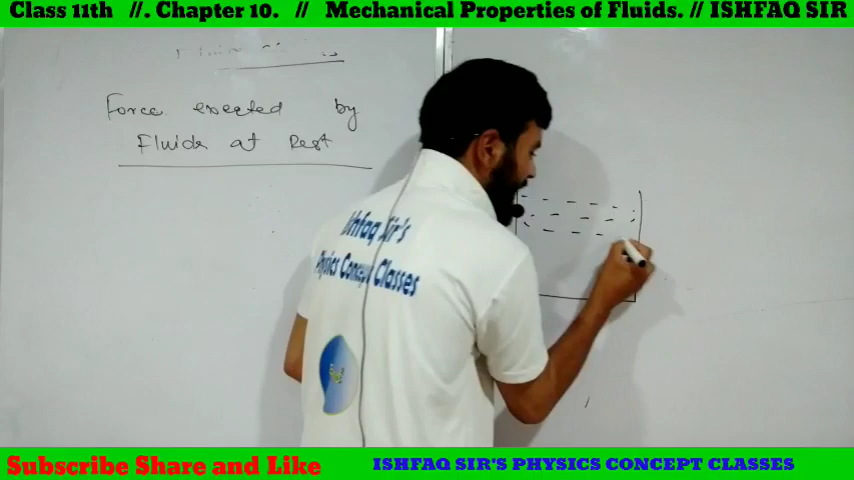 Class 11th //. Chapter 10. // Mechanical Properties of Fluids. // ISHFAQ SIR
Force exerted by
Fluids at Rest
Ishfaq Sir's
Physics Concept Classes
Subscribe Share and Like
ISHFAQ SIR'S PHYSICS CONCEPT CLASSES